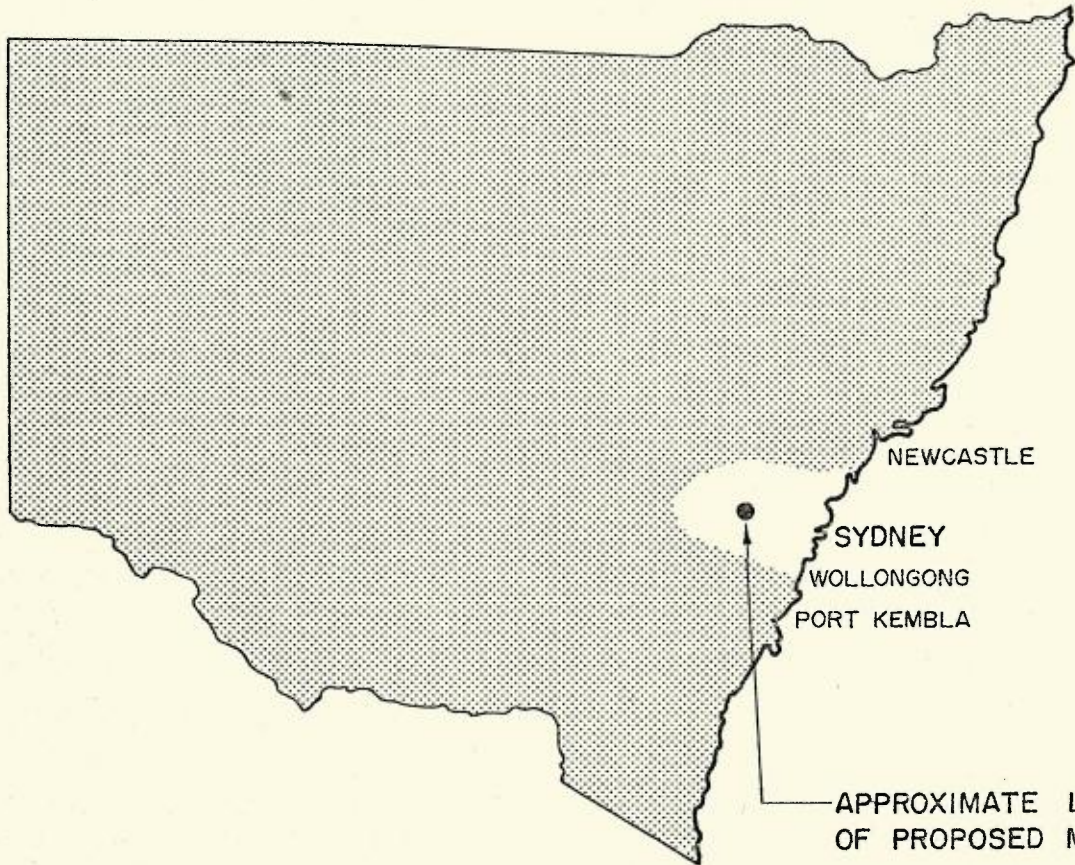 NEWCASTLE
SYDNEY
WOLLONGONG
PORT KEMBLA
APPROXIMATE
OF PROPOSED